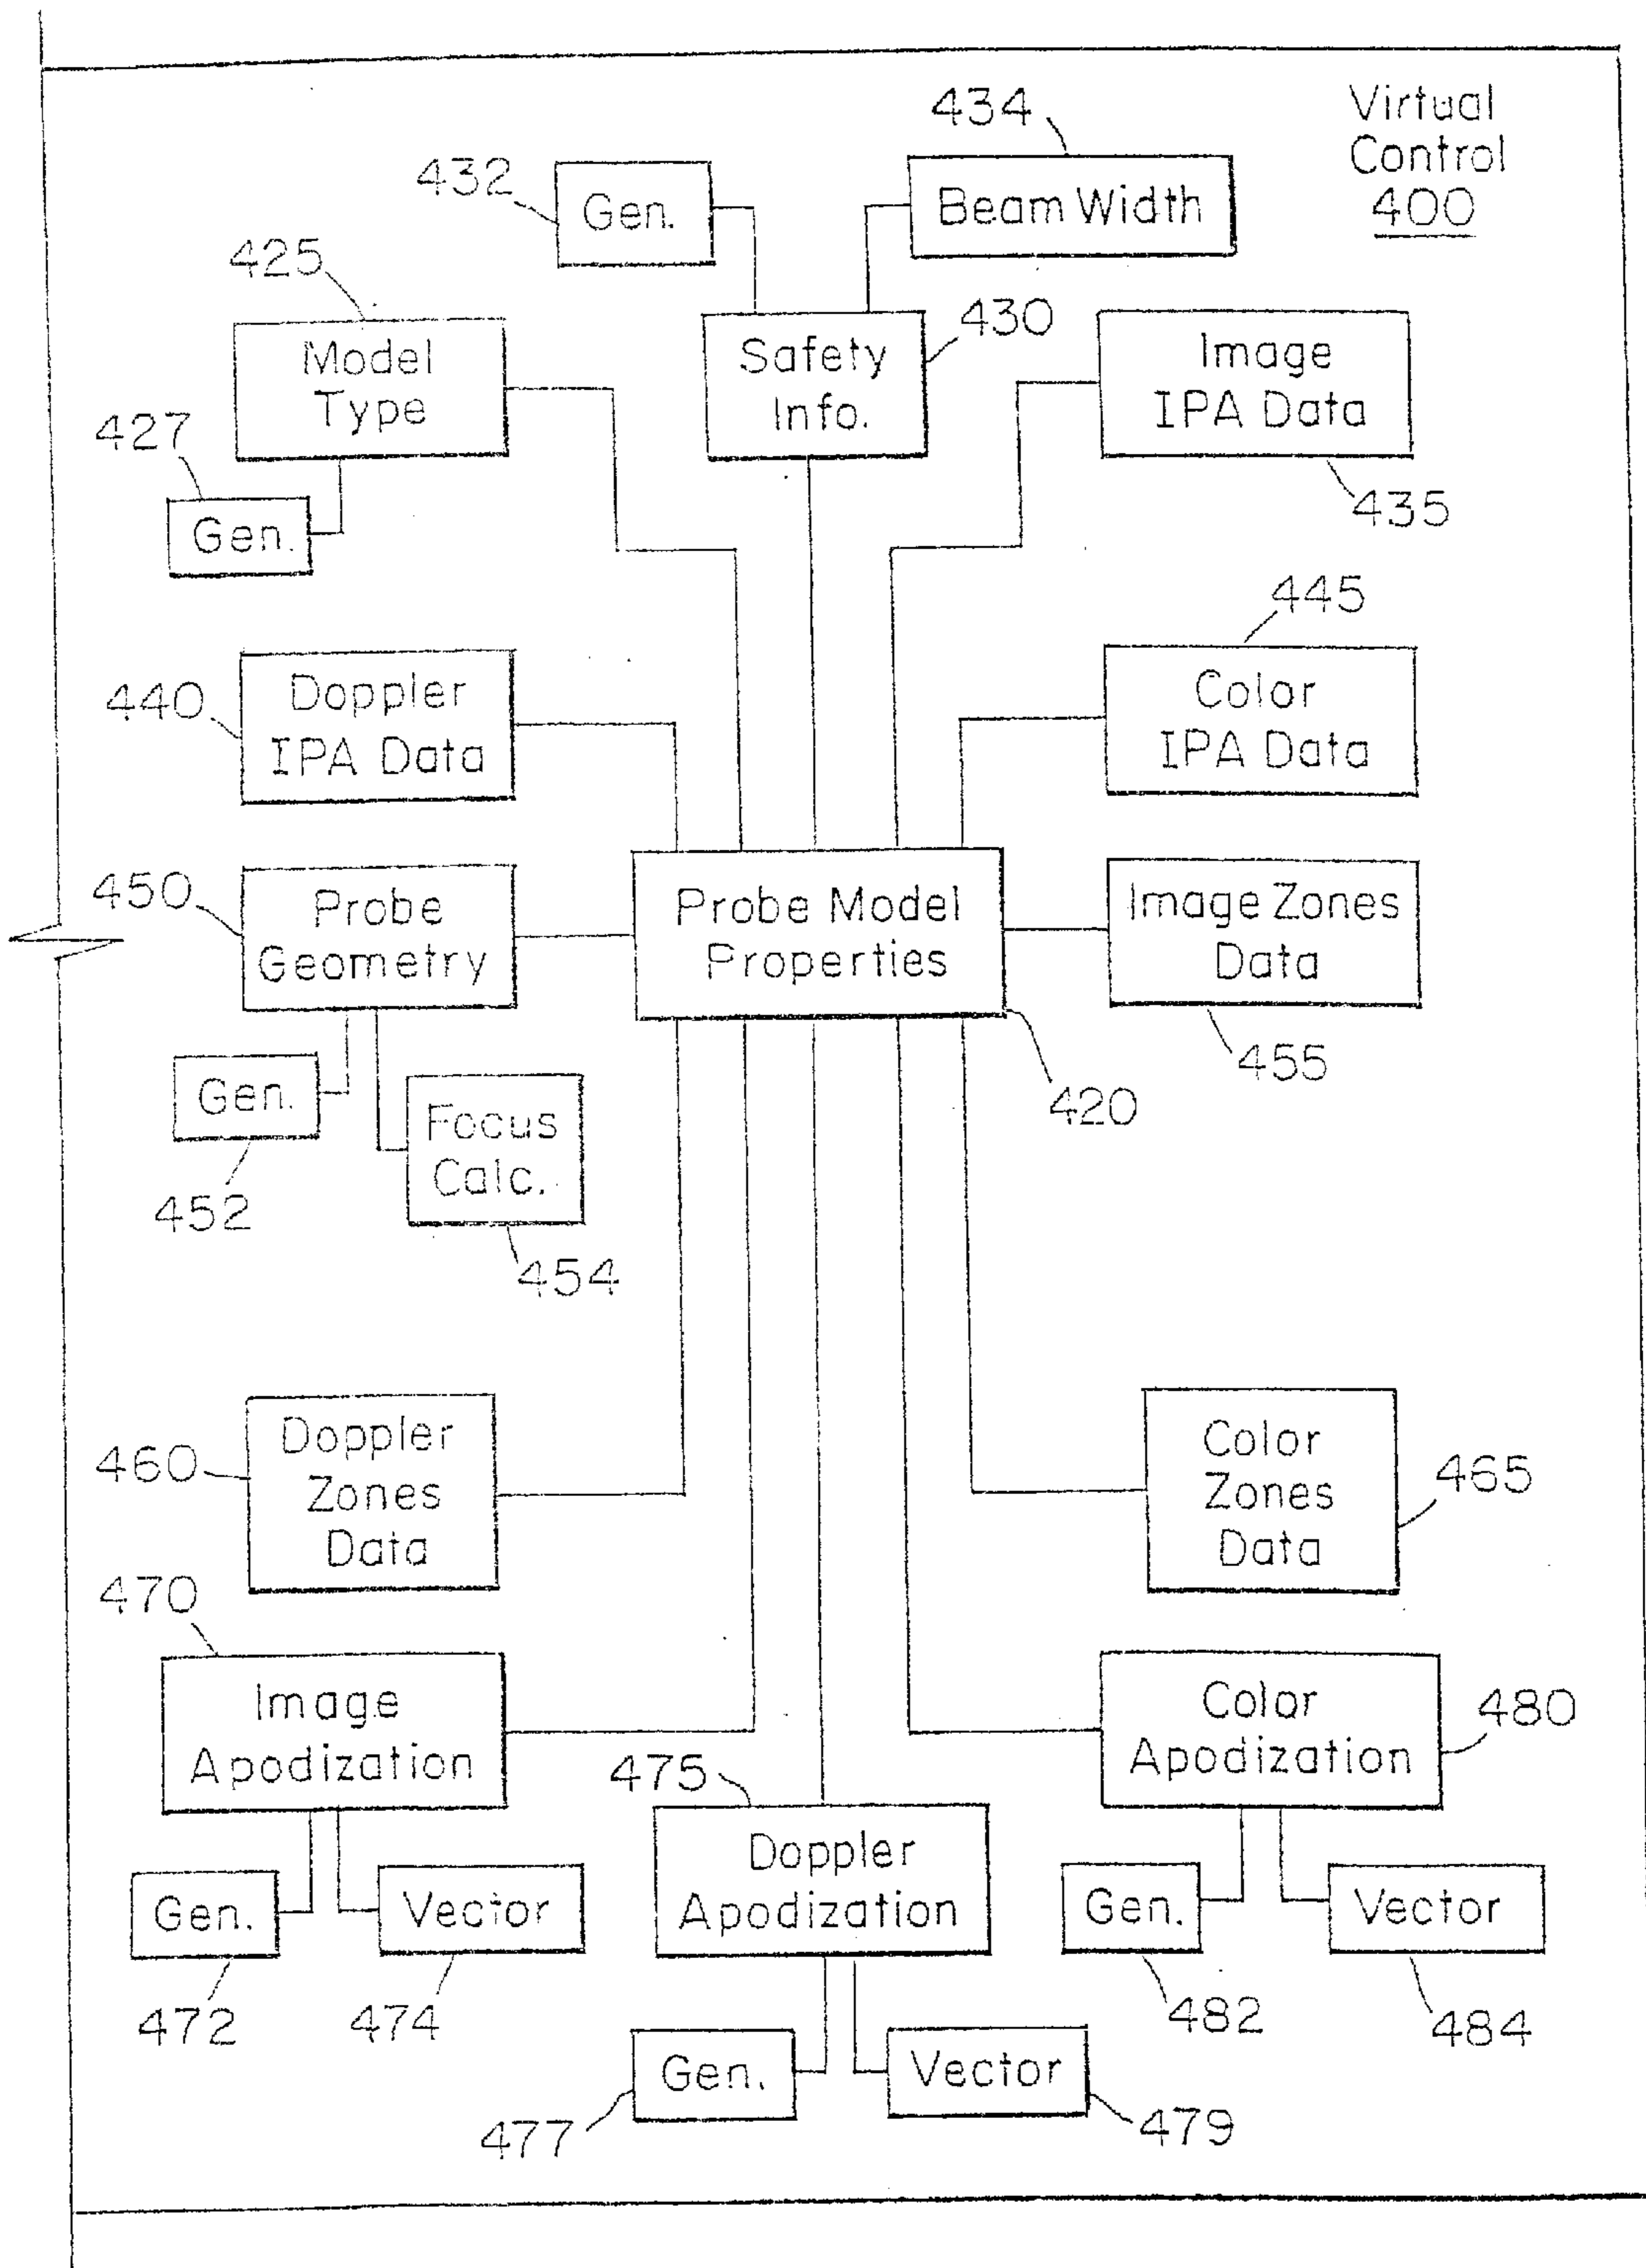 Virtual
Control
400
434
432
Gen.
Beam Width
425
Model
Type
430
Safety
Info.
Image
IPA Data
435
427
Gen.
445
440
Doppler
IPA Data
Color
IPA Data
450
Probe
Geometry
Probe Model
Properties
420
Image Zones
Data
455
Gen.
452
Focus
Calc.
454
460
Doppler
Zones
Data
Color
Zones
Data
465
470
Image
Apodization
475
Doppler
Apodization
Color
Apodization
480
Gen.
472
Vector
474
Gen.
482
Vector
484
Gen.
477
Vector
479